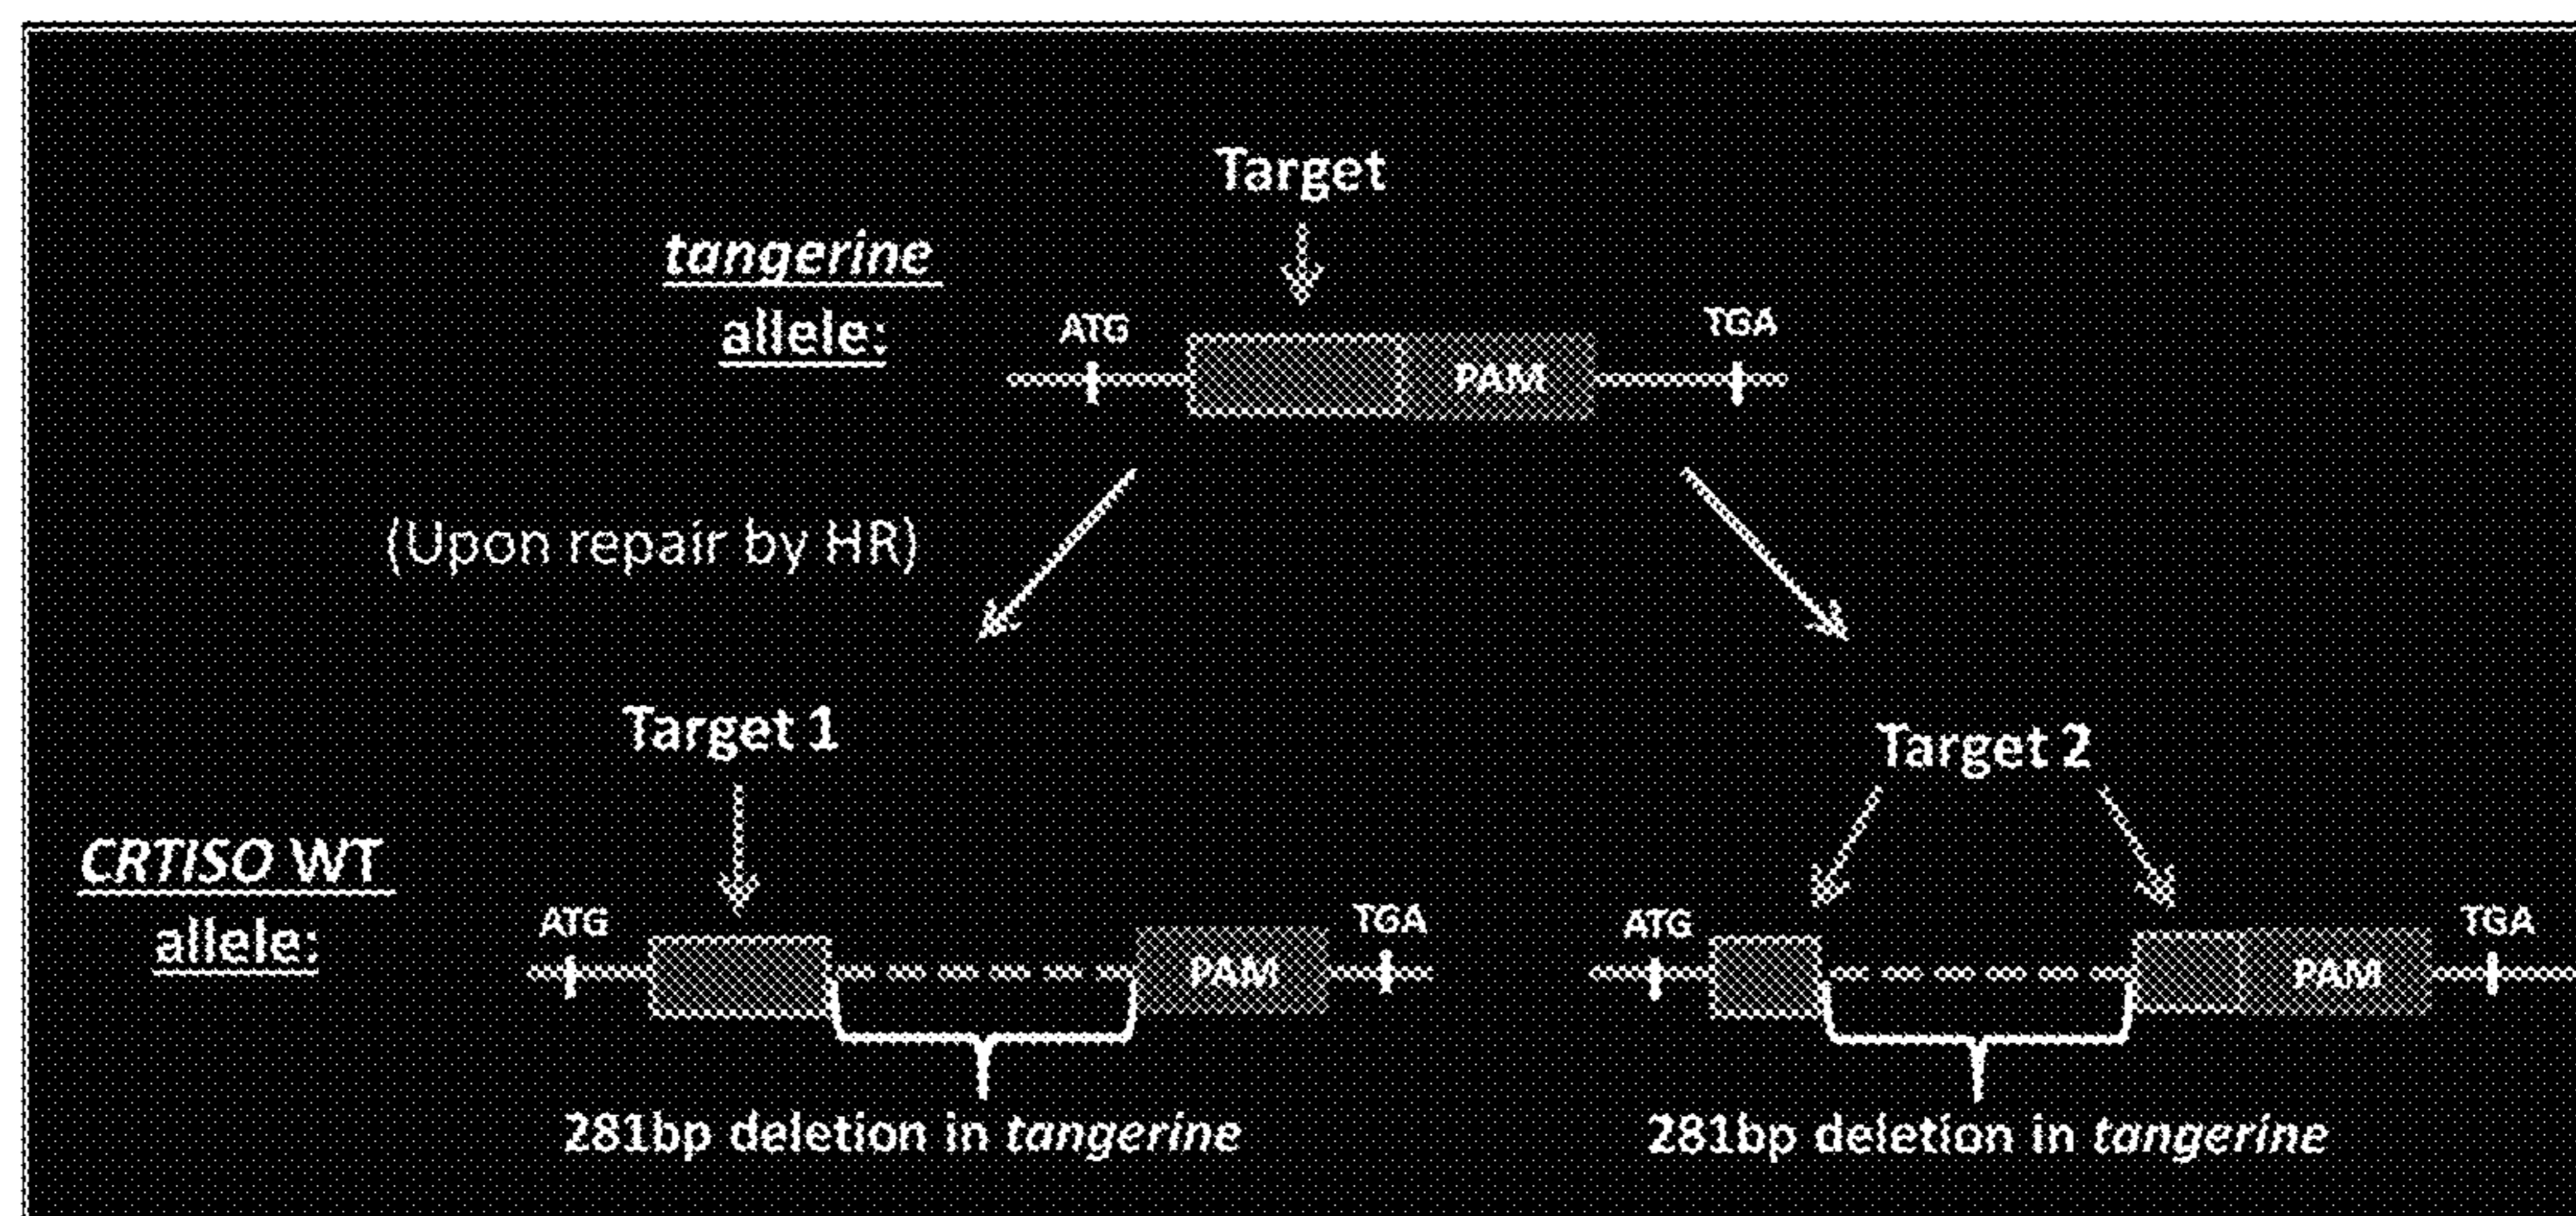 Target
tangerine
allele:
ATG
TGA
PAM
(Upon repair by HR)
Target 1
Target 2
CRTISO WT
allele:
ATG
TGA
PAM
ATG
TGA
PAM
281bp deletion in tangerine
281bp deletion in tangerine